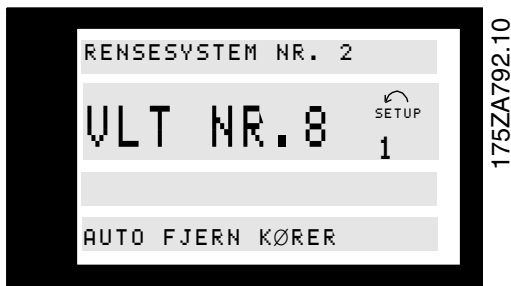 RENSESYSTEM NR. 2
VLT NR.8
SETUP
1
AUTO FJERN KØRER
175ZA792.10